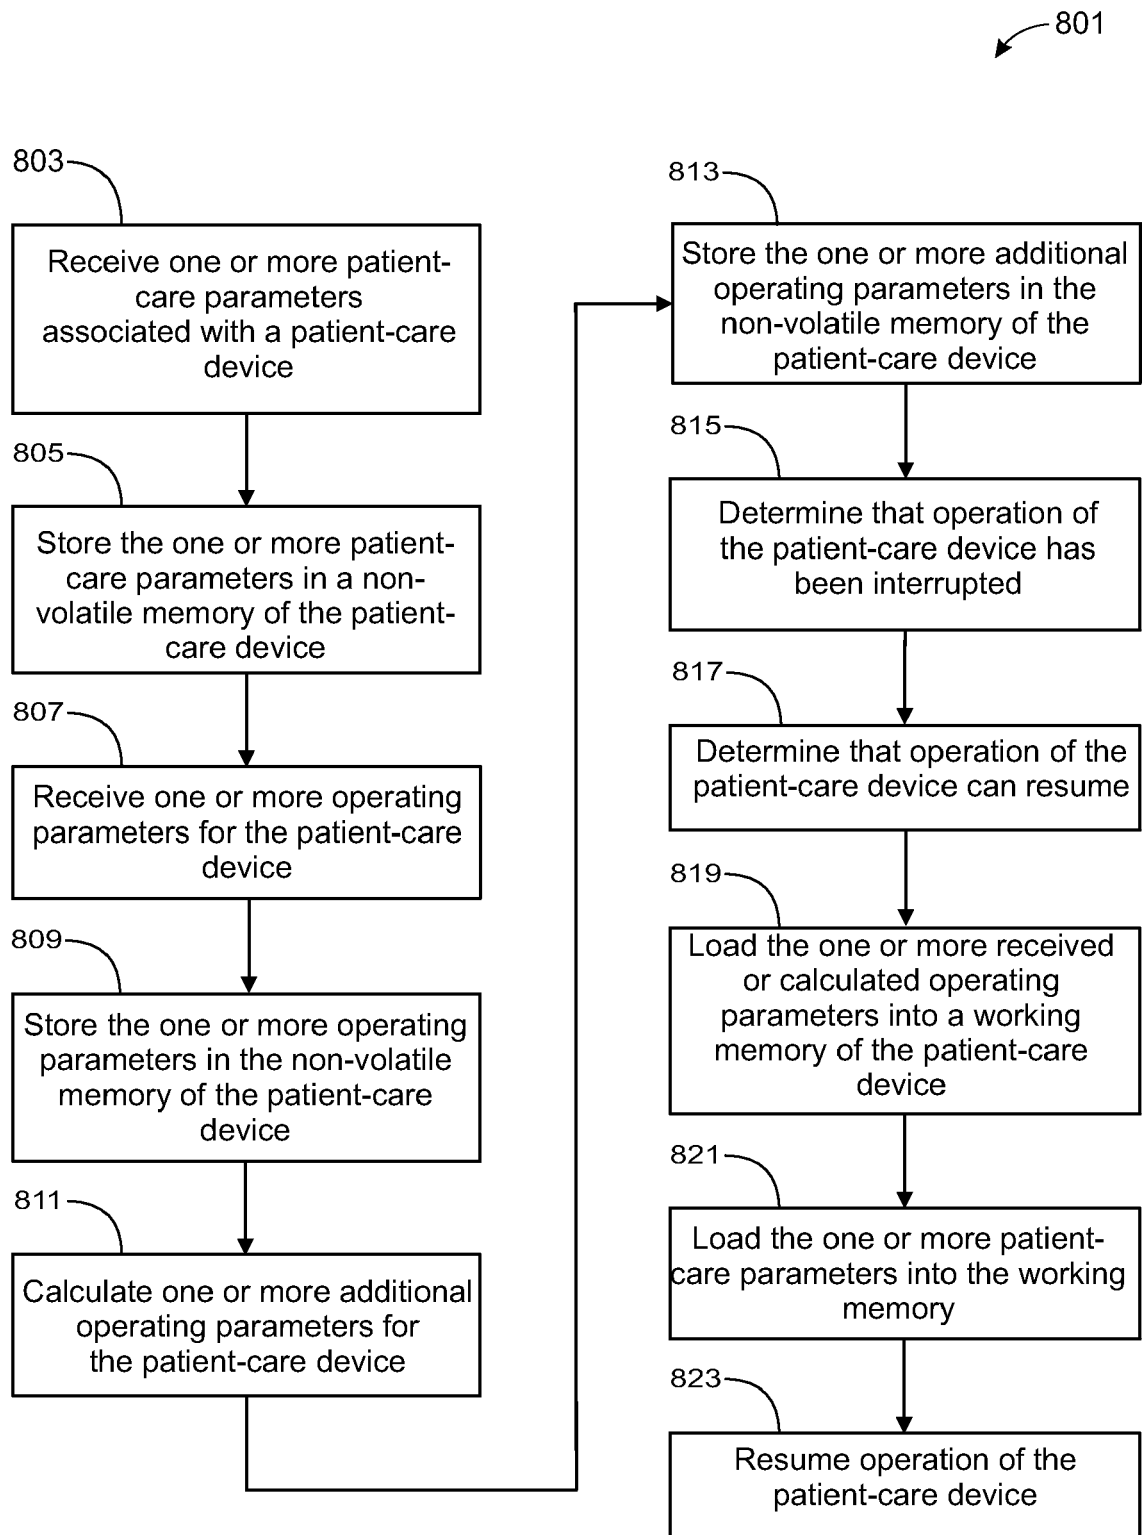 801
803
Receive one or more patient-
care parameters
associated with a patient-care
device
805
Store the one or more patient-
care parameters in a non-
volatile memory of the patient-
care device
807
Receive one or more operating
parameters for the patient-care
device
809
Store the one or more operating
parameters in the non-volatile
memory of the patient-care
device
811
Calculate one or more additional
operating parameters for
the patient-care device
813
Store the one or more additional
operating parameters in the
non-volatile memory of the
patient-care device
815
Determine that operation of
the patient-care device has
been interrupted
817
Determine that operation of the
patient-care device can resume
819
Load the one or more received
or calculated operating
parameters into a working
memory of the patient-care
device
821
Load the one or more patient-
care parameters into the working
memory
823
Resume operation of the
patient-care device